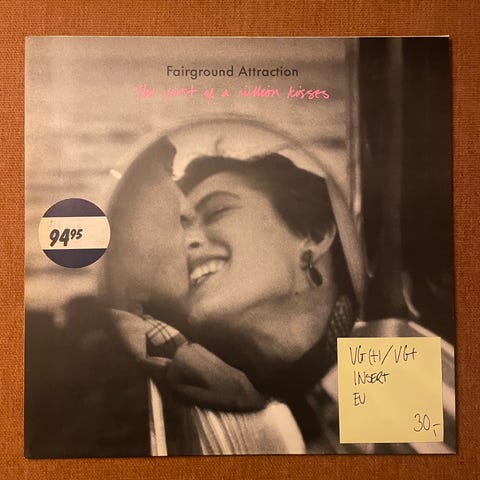 Fairground Attraction
The first of a million kisses
94 95
VG(+)/VG+
INSERT
EU
30,-